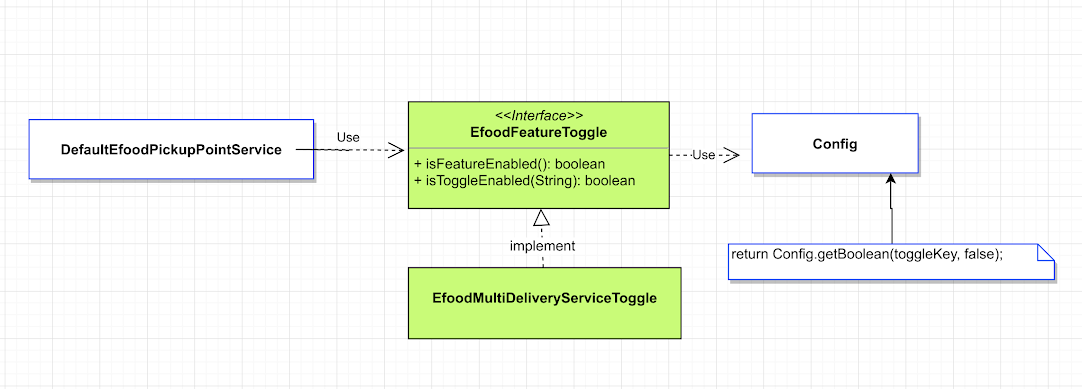 <<Interface>>
EfoodFeatureToggle
DefaultEfoodPickupPointService
Use
+ isFeatureEnabled(): boolean
+ isToggleEnabled(String): boolean
Use
Config
implement
return Config.getBoolean(toggleKey, false);
EfoodMultiDeliveryServiceToggle